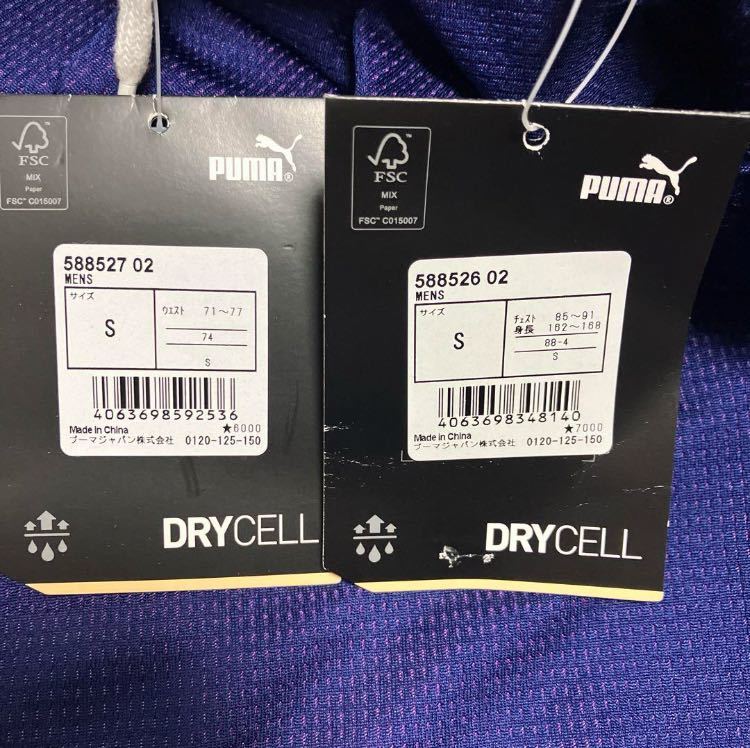 FSC
MIX
Paper
FSC™ C015007
PUMA®
588527 02
MENS
サイズ
S
ウエスト 71～77
74
S
4063698592536
★6000
Made in China
プーマジャパン株式会社 0120-125-150
DRYCELL
FSC
MIX
Paper
FSC™ C015007
PUMA®
588526 02
MENS
サイズ
S
チェスト 85～91
身長 162～168
88-4
S
4063698348140
★7000
Made in China
プーマジャパン株式会社 0120-125-150
DRYCELL